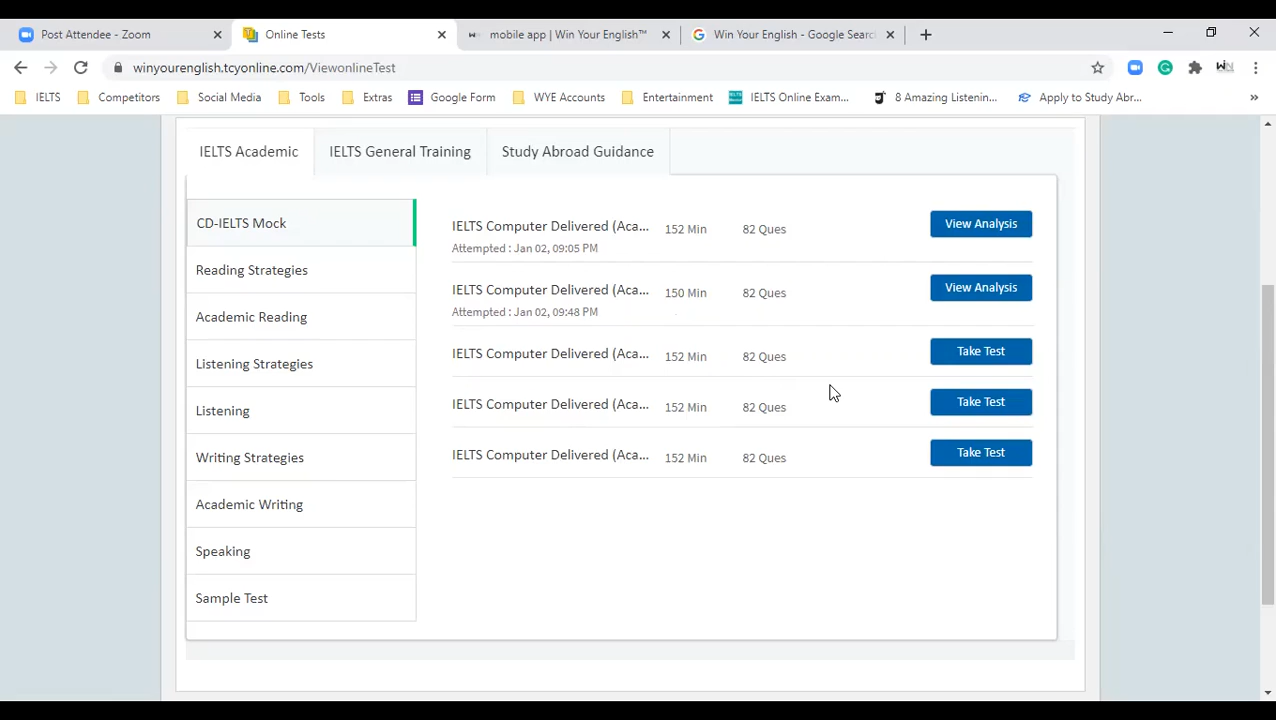 Post Attendee - Zoom
Online Tests
mobile app | Win Your English™
Win Your English - Google Searc
winyourenglish.tcyonline.com/ViewonlineTest
IELTS
Competitors
Social Media
Tools
Extras
Google Form
WYE Accounts
Entertainment
IELTS Online Exam...
8 Amazing Listenin...
Apply to Study Abr...
IELTS Academic
IELTS General Training
Study Abroad Guidance
CD-IELTS Mock
Reading Strategies
Academic Reading
Listening Strategies
Listening
Writing Strategies
Academic Writing
Speaking
Sample Test
IELTS Computer Delivered (Aca... 152 Min 82 Ques View Analysis
Attempted : Jan 02, 09:05 PM
IELTS Computer Delivered (Aca... 150 Min 82 Ques View Analysis
Attempted : Jan 02, 09:48 PM
IELTS Computer Delivered (Aca... 152 Min 82 Ques Take Test
IELTS Computer Delivered (Aca... 152 Min 82 Ques Take Test
IELTS Computer Delivered (Aca... 152 Min 82 Ques Take Test